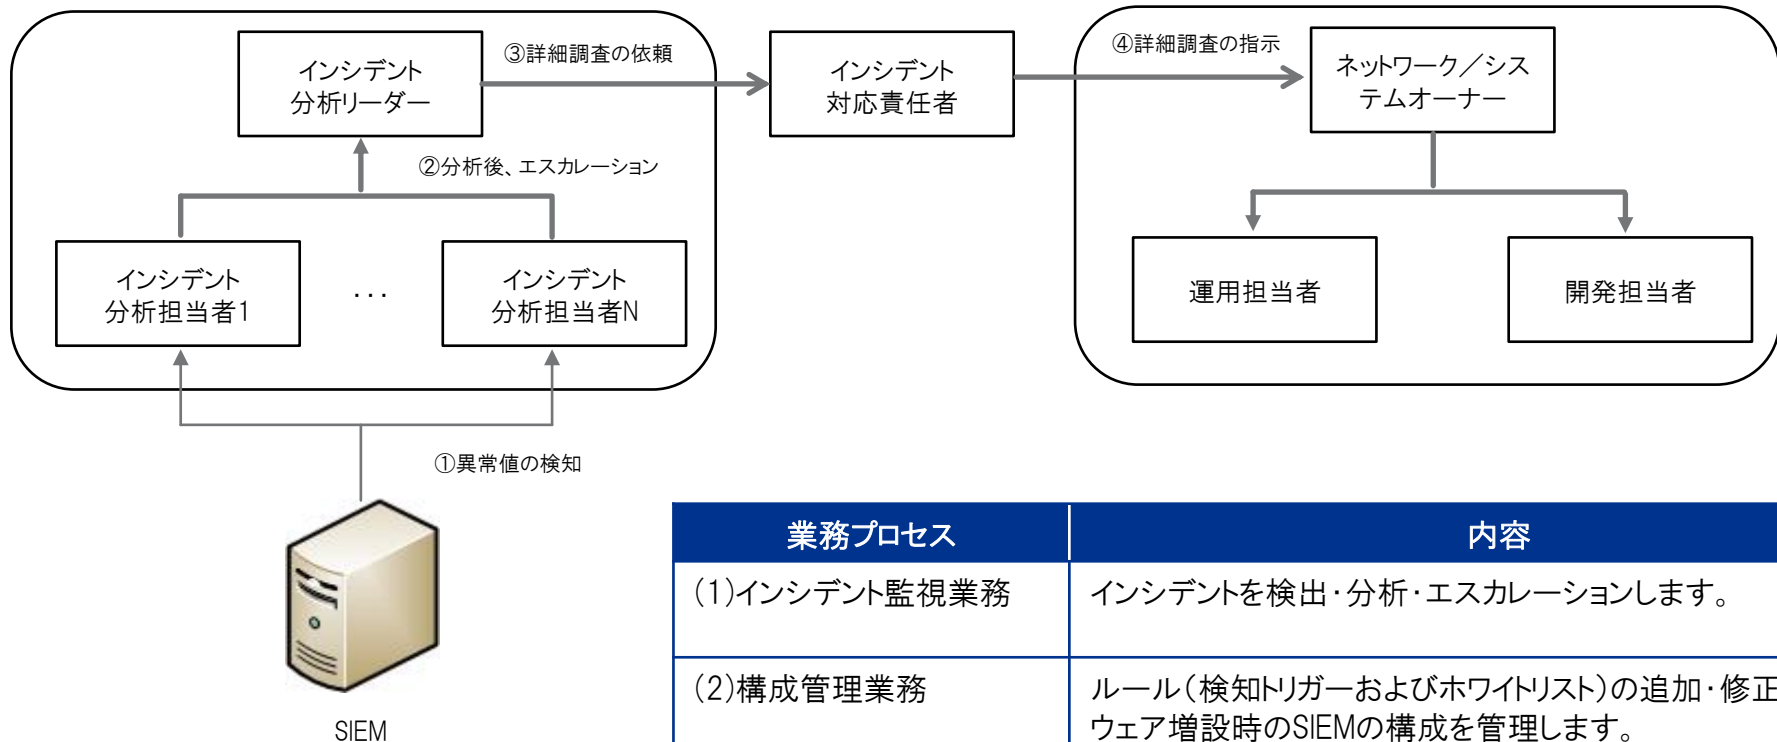 インシデント
分析リーダー
③詳細調査の依頼
インシデント
対応責任者
④詳細調査の指示
ネットワーク／シス
テムオーナー
②分析後、エスカレーション
インシデント
分析担当者1
...
インシデント
分析担当者N
運用担当者
開発担当者
①異常値の検知
SIEM
業務プロセス
内容
(1)インシデント監視業務
インシデントを検出・分析・エスカレーションします。
(2)構成管理業務
ルール（検知トリガーおよびホワイトリスト）の追加・修正
ウェア増設時のSIEMの構成を管理します。